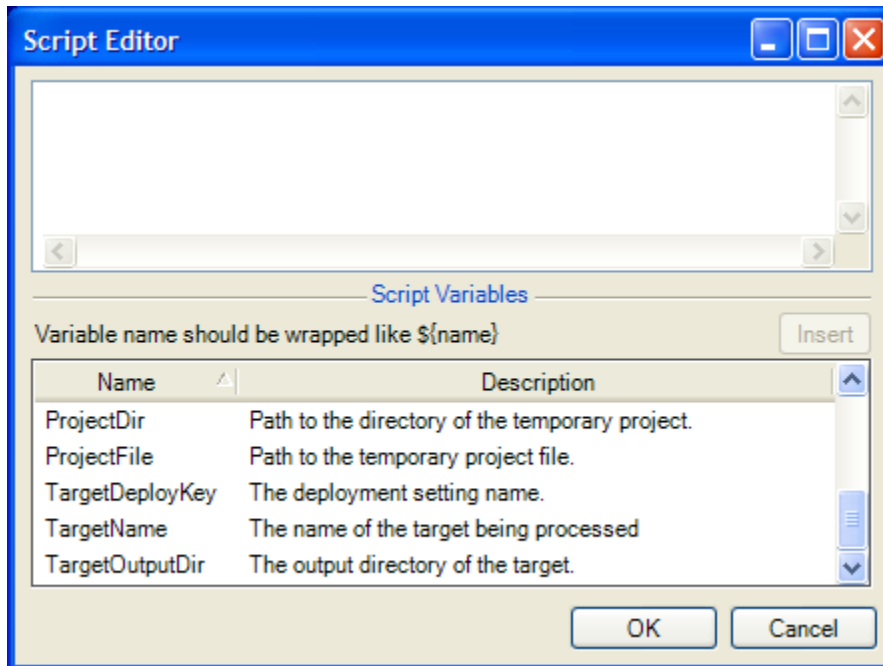 Script Editor
Script Variables
Variable name should be wrapped like ${name} Insert
Name Description
ProjectDir Path to the directory of the temporary project.
ProjectFile Path to the temporary project file.
TargetDeployKey The deployment setting name.
TargetName The name of the target being processed
TargetOutputDir The output directory of the target.
OK Cancel